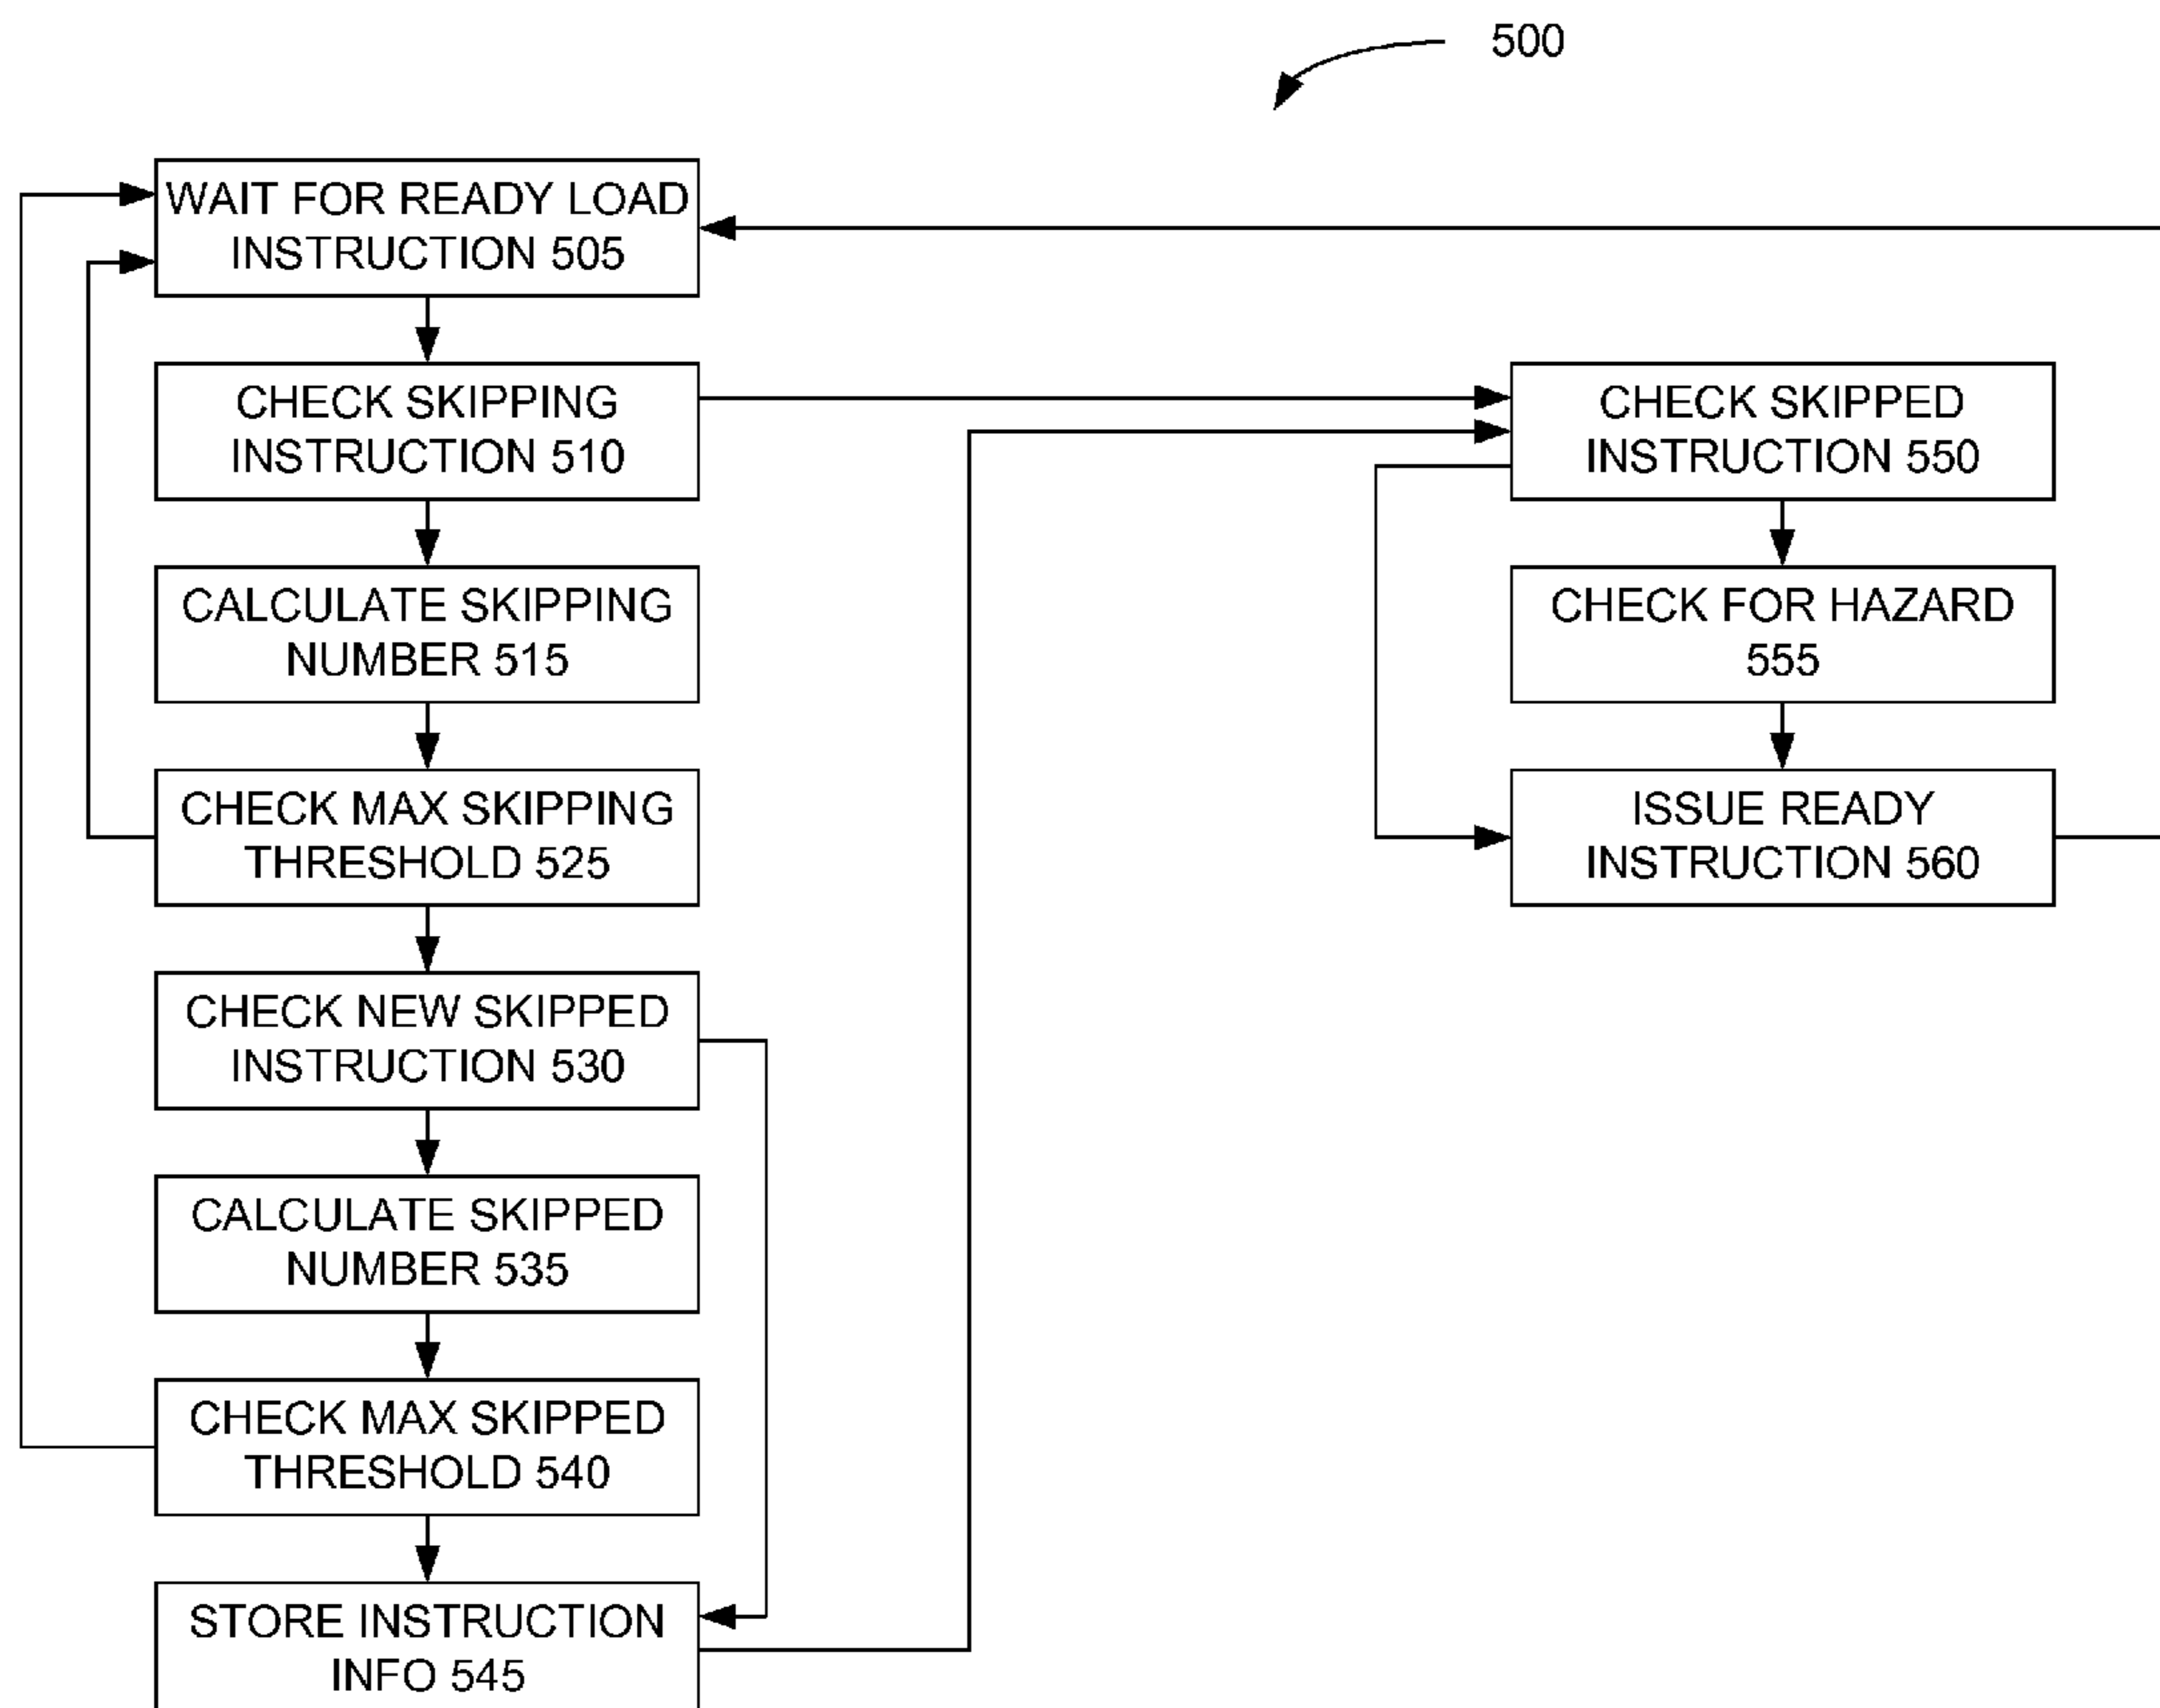 500
WAIT FOR READY LOAD
INSTRUCTION 505
CHECK SKIPPING
INSTRUCTION 510
CALCULATE SKIPPING
NUMBER 515
CHECK MAX SKIPPING
THRESHOLD 525
CHECK NEW SKIPPED
INSTRUCTION 530
CALCULATE SKIPPED
NUMBER 535
CHECK MAX SKIPPED
THRESHOLD 540
STORE INSTRUCTION
INFO 545
CHECK SKIPPED
INSTRUCTION 550
CHECK FOR HAZARD
555
ISSUE READY
INSTRUCTION 560